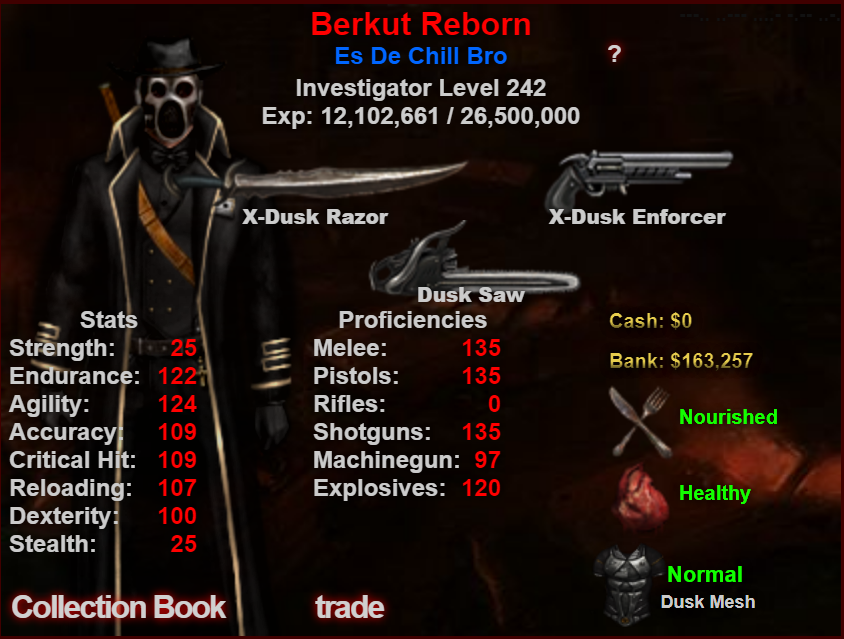 Berkut Reborn
Es De Chill Bro
?
Investigator Level 242
Exp: 12,102,661 / 26,500,000
X-Dusk Razor
X-Dusk Enforcer
Dusk Saw
Stats
Strength: 25
Endurance: 122
Agility: 124
Accuracy: 109
Critical Hit: 109
Reloading: 107
Dexterity: 100
Stealth: 25
Proficiencies
Melee: 135
Pistols: 135
Rifles: 0
Shotguns: 135
Machinegun: 97
Explosives: 120
Cash: $0
Bank: $163,257
Nourished
Healthy
Normal
Dusk Mesh
Collection Book
trade